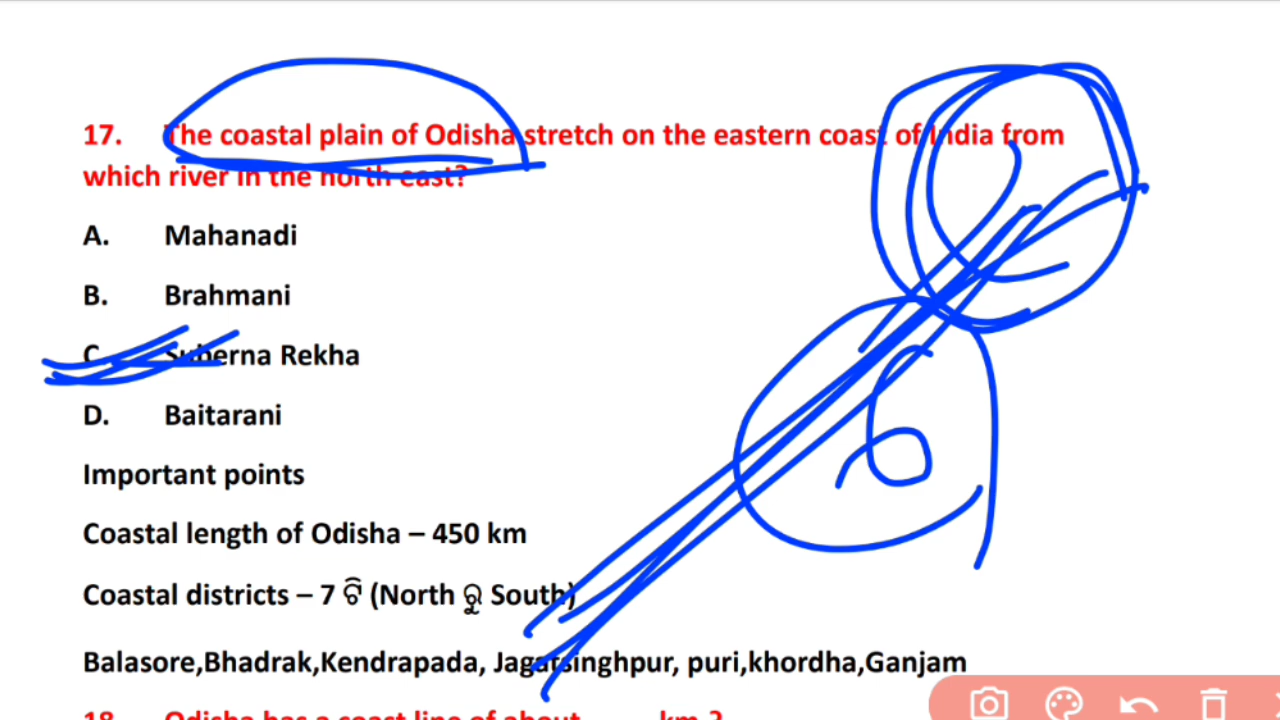 17. The coastal plain of Odisha stretch on the eastern coast of India from
which river in the north east?
A. Mahanadi
B. Brahmani
C. Suberna Rekha
D. Baitarani
Important points
Coastal length of Odisha – 450 km
Coastal districts – 7 ଟି (North ରୁ South)
Balasore,Bhadrak,Kendrapada, Jagatsinghpur, puri,khordha,Ganjam
18. Odisha has a coast line of about ____ km ?